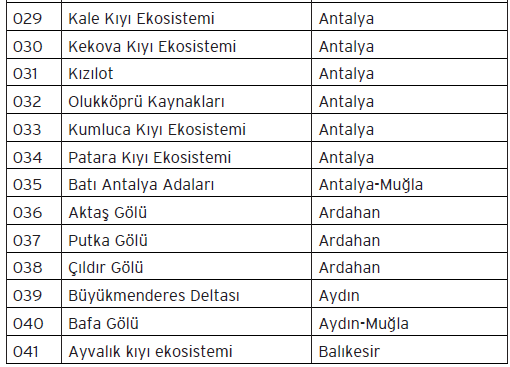 029 Kale Kıyı Ekosistemi Antalya
030 Kekova Kıyı Ekosistemi Antalya
031 Kızılot Antalya
032 Olukköprü Kaynakları Antalya
033 Kumluca Kıyı Ekosistemi Antalya
034 Patara Kıyı Ekosistemi Antalya
035 Batı Antalya Adaları Antalya-Muğla
036 Aktaş Gölü Ardahan
037 Putka Gölü Ardahan
038 Çıldır Gölü Ardahan
039 Büyükmenderes Deltası Aydın
040 Bafa Gölü Aydın-Muğla
041 Ayvalık kıyı ekosistemi Balıkesir